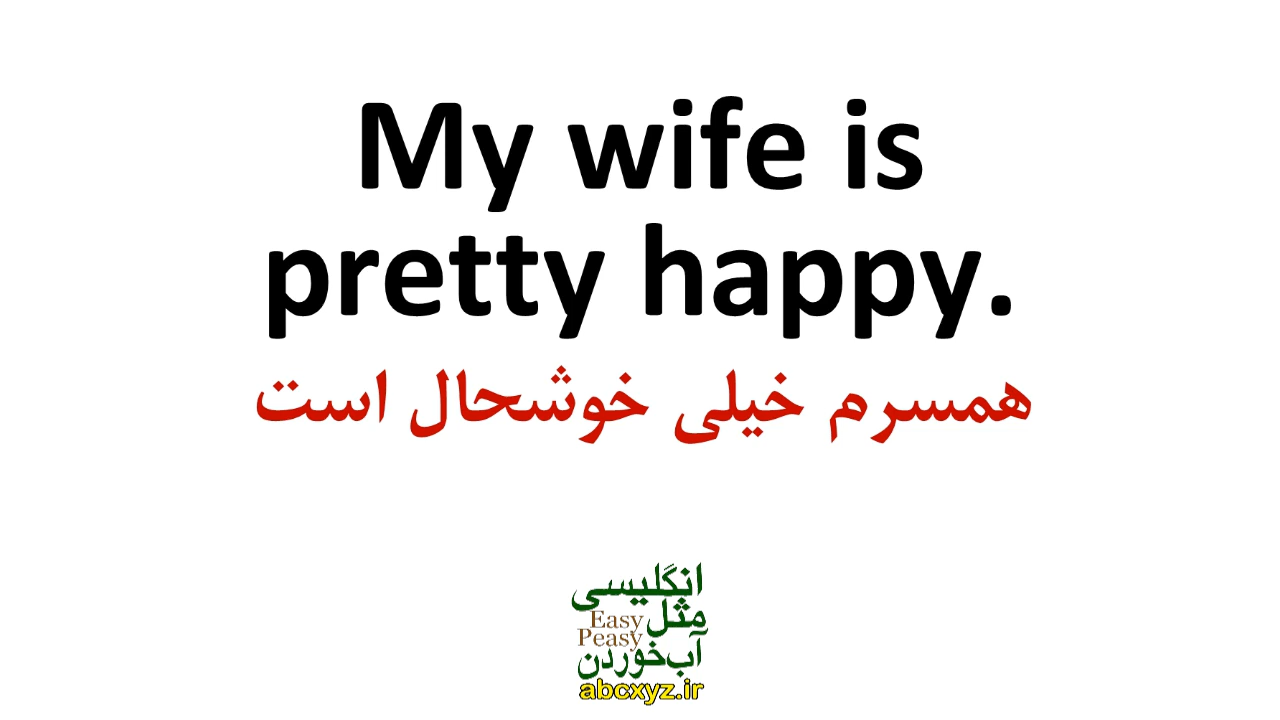 My wife is
pretty happy.
همسرم خیلی خوشحال است
انگلیسی
مثل
Easy
Peasy
آب‌خوردن
abcxyz.ir